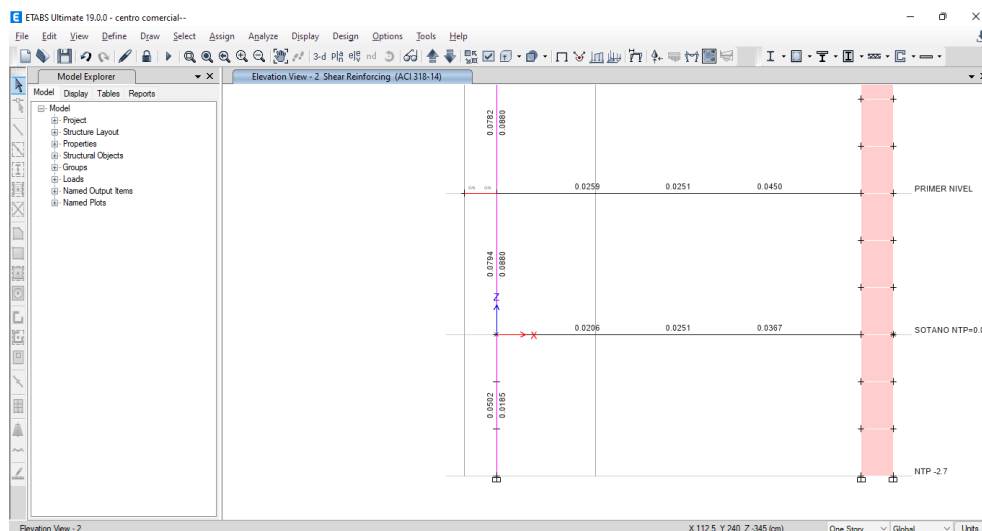 ETABS Ultimate 19.0.0 - centro comercial--
File Edit View Define Draw Select Assign Analyze Display Design Options Tools Help
3-d Plả elẹ nd
Model Explorer
Elevation View - 2 Shear Reinforcing (ACI 318-14)
Model Display Tables Reports
Model
Project
Structure Layout
Properties
Structural Objects
Groups
Loads
Named Output Items
Named Plots
0.0782
0.0880
0.0259 0.0251 0.0450
PRIMER NIVEL
0.0794
0.0880
Z
X
0.0206 0.0251 0.0367
SOTANO NTP=0.0
0.0502
0.0185
NTP -2.7
Elevation View - 2
X 112.5 Y 240 Z -345 (cm)
One Story
Global
Units